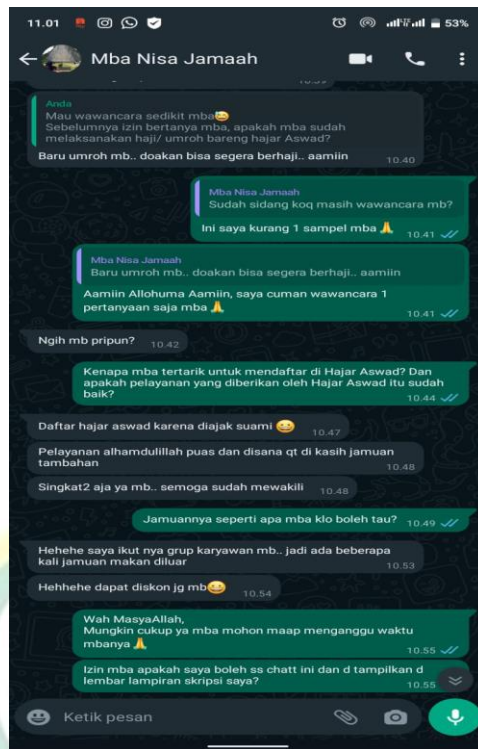 11.01
53%
Mba Nisa Jamaah
Anda
Mau wawancara sedikit mba😅
Sebelumnya izin bertanya mba, apakah mba sudah
melaksanakan haji/ umroh bareng hajar Aswad?
Baru umroh mb.. doakan bisa segera berhaji.. aamiin
10.40
Mba Nisa Jamaah
Sudah sidang koq masih wawancara mb?
Ini saya kurang 1 sampel mba 🙏
10.41
Mba Nisa Jamaah
Baru umroh mb.. doakan bisa segera berhaji.. aamiin
Aamiin Allohuma Aamiin, saya cuman wawancara 1
pertanyaan saja mba 🙏
10.41
Ngih mb pripun?
10.42
Kenapa mba tertarik untuk mendaftar di Hajar Aswad? Dan
apakah pelayanan yang diberikan oleh Hajar Aswad itu sudah
baik?
10.44
Daftar hajar aswad karena diajak suami 😀
10.47
Pelayanan alhamdulillah puas dan disana qt di kasih jamuan
tambahan
10.48
Singkat2 aja ya mb.. semoga sudah mewakili
10.48
Jamuannya seperti apa mba klo boleh tau?
10.49
Hehehe saya ikut nya grup karyawan mb.. jadi ada beberapa
kali jamuan makan diluar
10.53
Hehhehe dapat diskon jg mb😀
10.54
Wah MasyaAllah,
Mungkin cukup ya mba mohon maap menganggu waktu
mbanya 🙏
10.55
Izin mba apakah saya boleh ss chatt ini dan d tampilkan d
lembar lampiran skripsi saya?
10.55
Ketik pesan